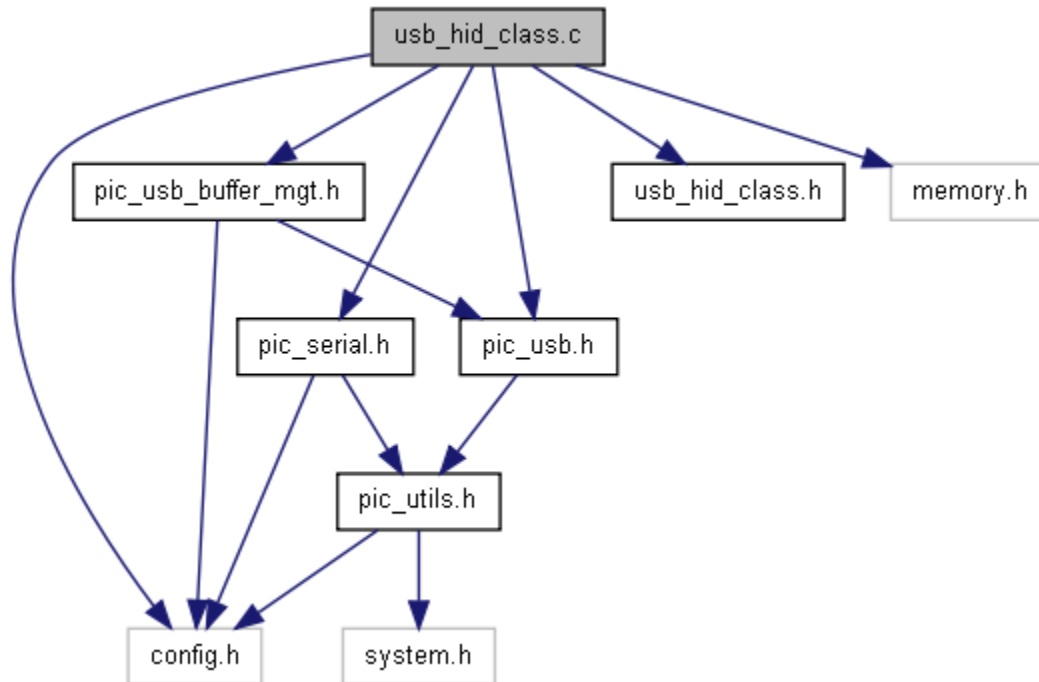 usb_hid_class.c
pic_usb_buffer_mgt.h
usb_hid_class.h
memory.h
pic_serial.h
pic_usb.h
pic_utils.h
config.h
system.h